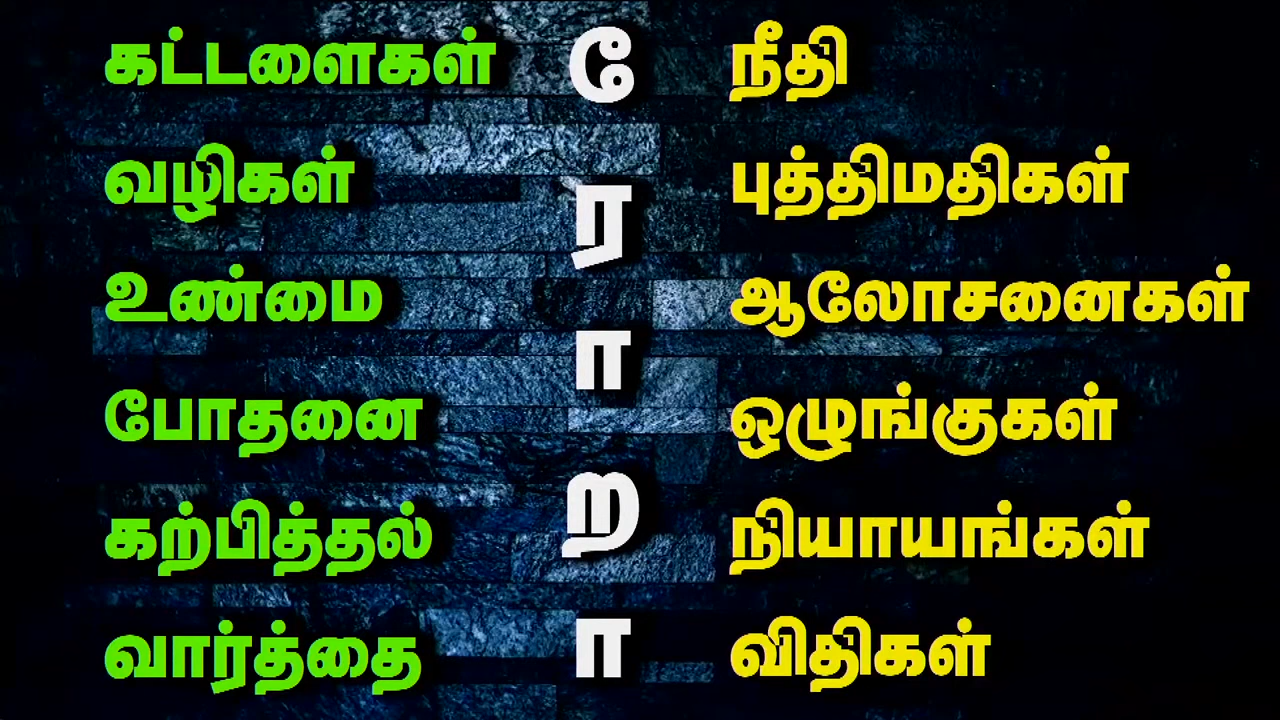 கட்டளைகள்
வழிகள்
உண்மை
போதனை
கற்பித்தல்
வார்த்தை
தோரா
றா
நீதி
புத்திமதிகள்
ஆலோசனைகள்
ஒழுங்குகள்
நியாயங்கள்
விதிகள்